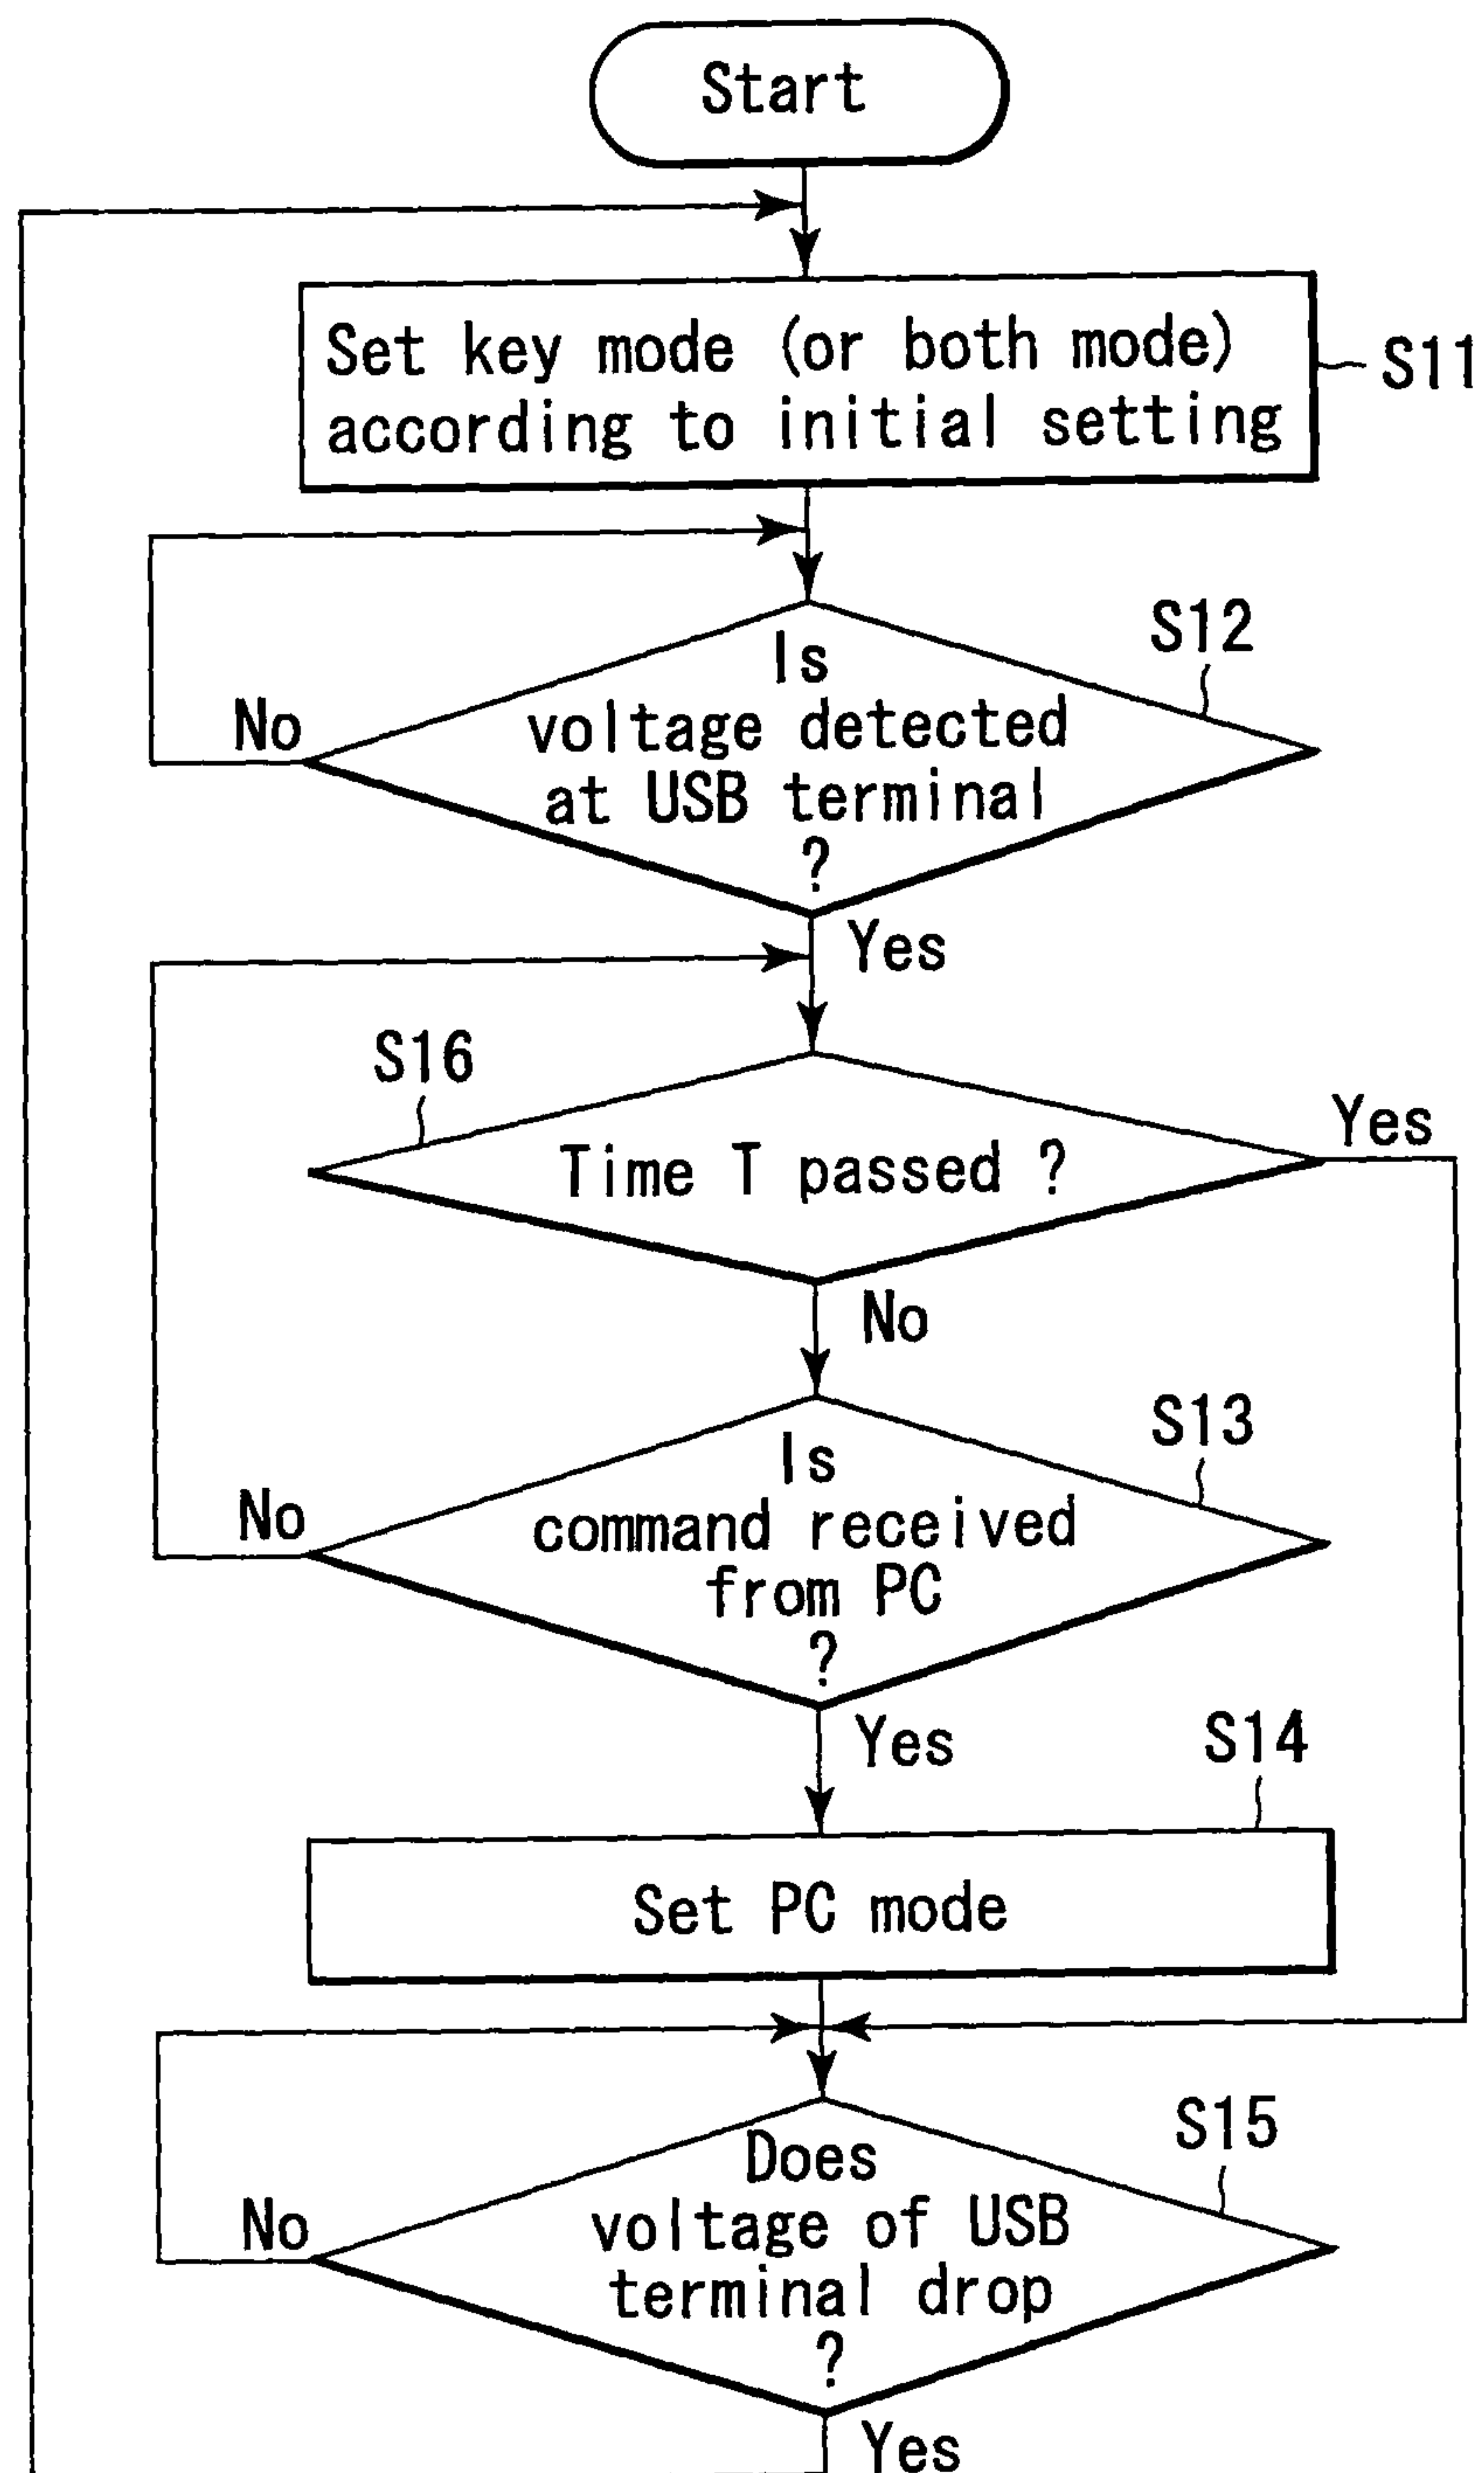 Start
Set key mode (or both mode)
according to initial setting
S11
S12
Is
voltage detected
at USB terminal
?
No
Yes
S16
Time T passed ?
Yes
No
S13
Is
command received
from PC
?
No
Yes
S14
Set PC mode
S15
Does
voltage of USB
terminal drop
?
No
Yes